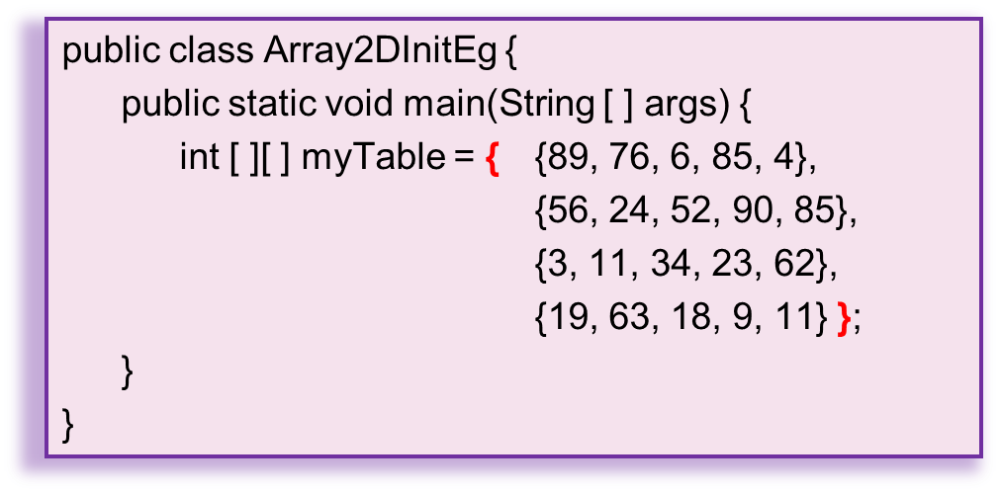 public class Array2DInitEg {
public static void main(String [ ] args) {
int [ ][ ] myTable = { {89, 76, 6, 85, 4},
{56, 24, 52, 90, 85},
{3, 11, 34, 23, 62},
{19, 63, 18, 9, 11} };
}
}